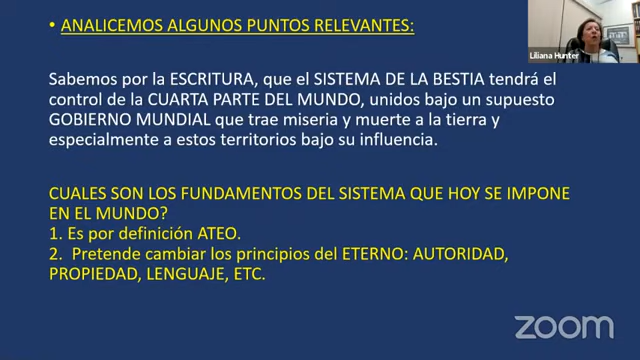 • ANALICEMOS ALGUNOS PUNTOS RELEVANTES:
Liliana Hunter
Sabemos por la ESCRITURA, que el SISTEMA DE LA BESTIA tendrá el
control de la CUARTA PARTE DEL MUNDO, unidos bajo un supuesto
GOBIERNO MUNDIAL que trae miseria y muerte a la tierra y
especialmente a estos territorios bajo su influencia.
CUALES SON LOS FUNDAMENTOS DEL SISTEMA QUE HOY SE IMPONE
EN EL MUNDO?
1. Es por definición ATEO.
2. Pretende cambiar los principios del ETERNO: AUTORIDAD,
PROPIEDAD, LENGUAJE, ETC.
zoom